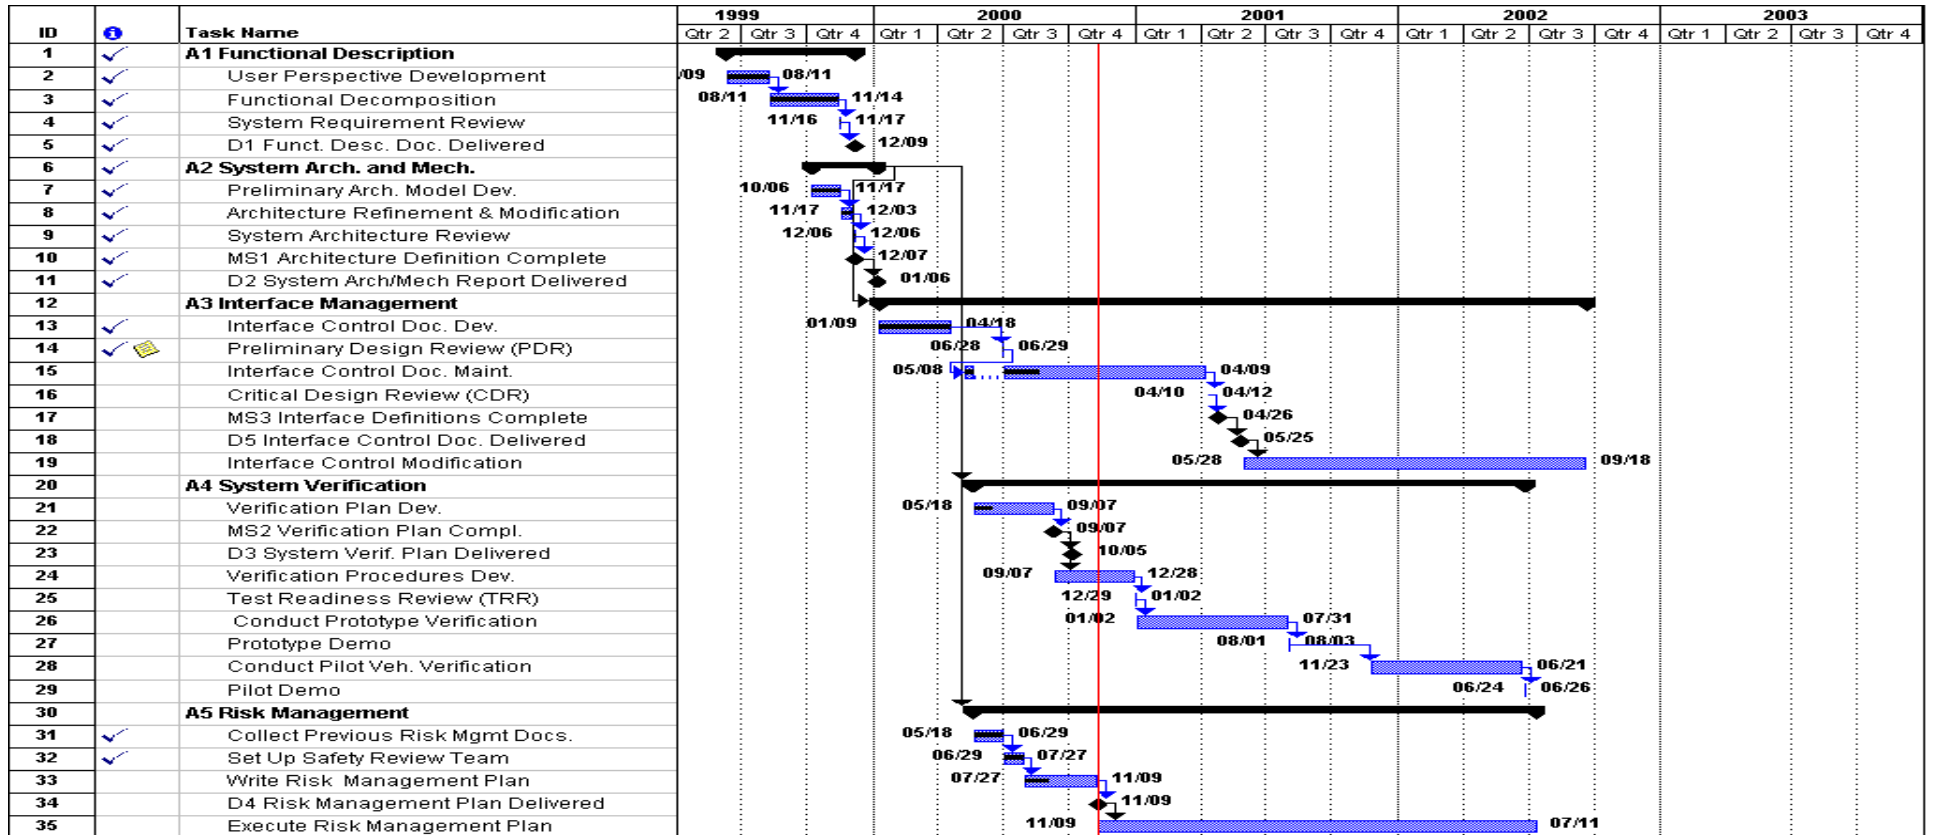 1999 2000 2001 2002 2003
ID Task Name Qtr 2 Qtr 3 Qtr 4 Qtr 1 Qtr 2 Qtr 3 Qtr 4 Qtr 1 Qtr 2 Qtr 3 Qtr 4 Qtr 1 Qtr 2 Qtr 3 Qtr 4 Qtr 1 Qtr 2 Qtr 3 Qtr 4
1 A1 Functional Description
2 User Perspective Development /09 08/11
3 Functional Decomposition 08/11 11/14
4 System Requirement Review 11/16 11/17
5 D1 Funct. Desc. Doc. Delivered 12/09
6 A2 System Arch. and Mech.
7 Preliminary Arch. Model Dev. 10/06 11/17
8 Architecture Refinement & Modification 11/17 12/03
9 System Architecture Review 12/06 12/06
10 MS1 Architecture Definition Complete 12/07
11 D2 System Arch/Mech Report Delivered 01/06
12 A3 Interface Management
13 Interface Control Doc. Dev. 01/09 04/18
14 Preliminary Design Review (PDR) 06/28 06/29
15 Interface Control Doc. Maint. 05/08 04/09
16 Critical Design Review (CDR) 04/10 04/12
17 MS3 Interface Definitions Complete 04/26
18 D5 Interface Control Doc. Delivered 05/25
19 Interface Control Modification 05/28 09/18
20 A4 System Verification
21 Verification Plan Dev. 05/18 09/07
22 MS2 Verification Plan Compl. 09/07
23 D3 System Verif. Plan Delivered 10/05
24 Verification Procedures Dev. 09/07 12/28
25 Test Readiness Review (TRR) 12/29 01/02
26 Conduct Prototype Verification 01/02 07/31
27 Prototype Demo 08/01 08/03
28 Conduct Pilot Veh. Verification 11/23 06/21
29 Pilot Demo 06/24 06/26
30 A5 Risk Management
31 Collect Previous Risk Mgmt Docs. 05/18 06/29
32 Set Up Safety Review Team 06/29 07/27
33 Write Risk Management Plan 07/27 11/09
34 D4 Risk Management Plan Delivered 11/09
35 Execute Risk Management Plan 11/09 07/11